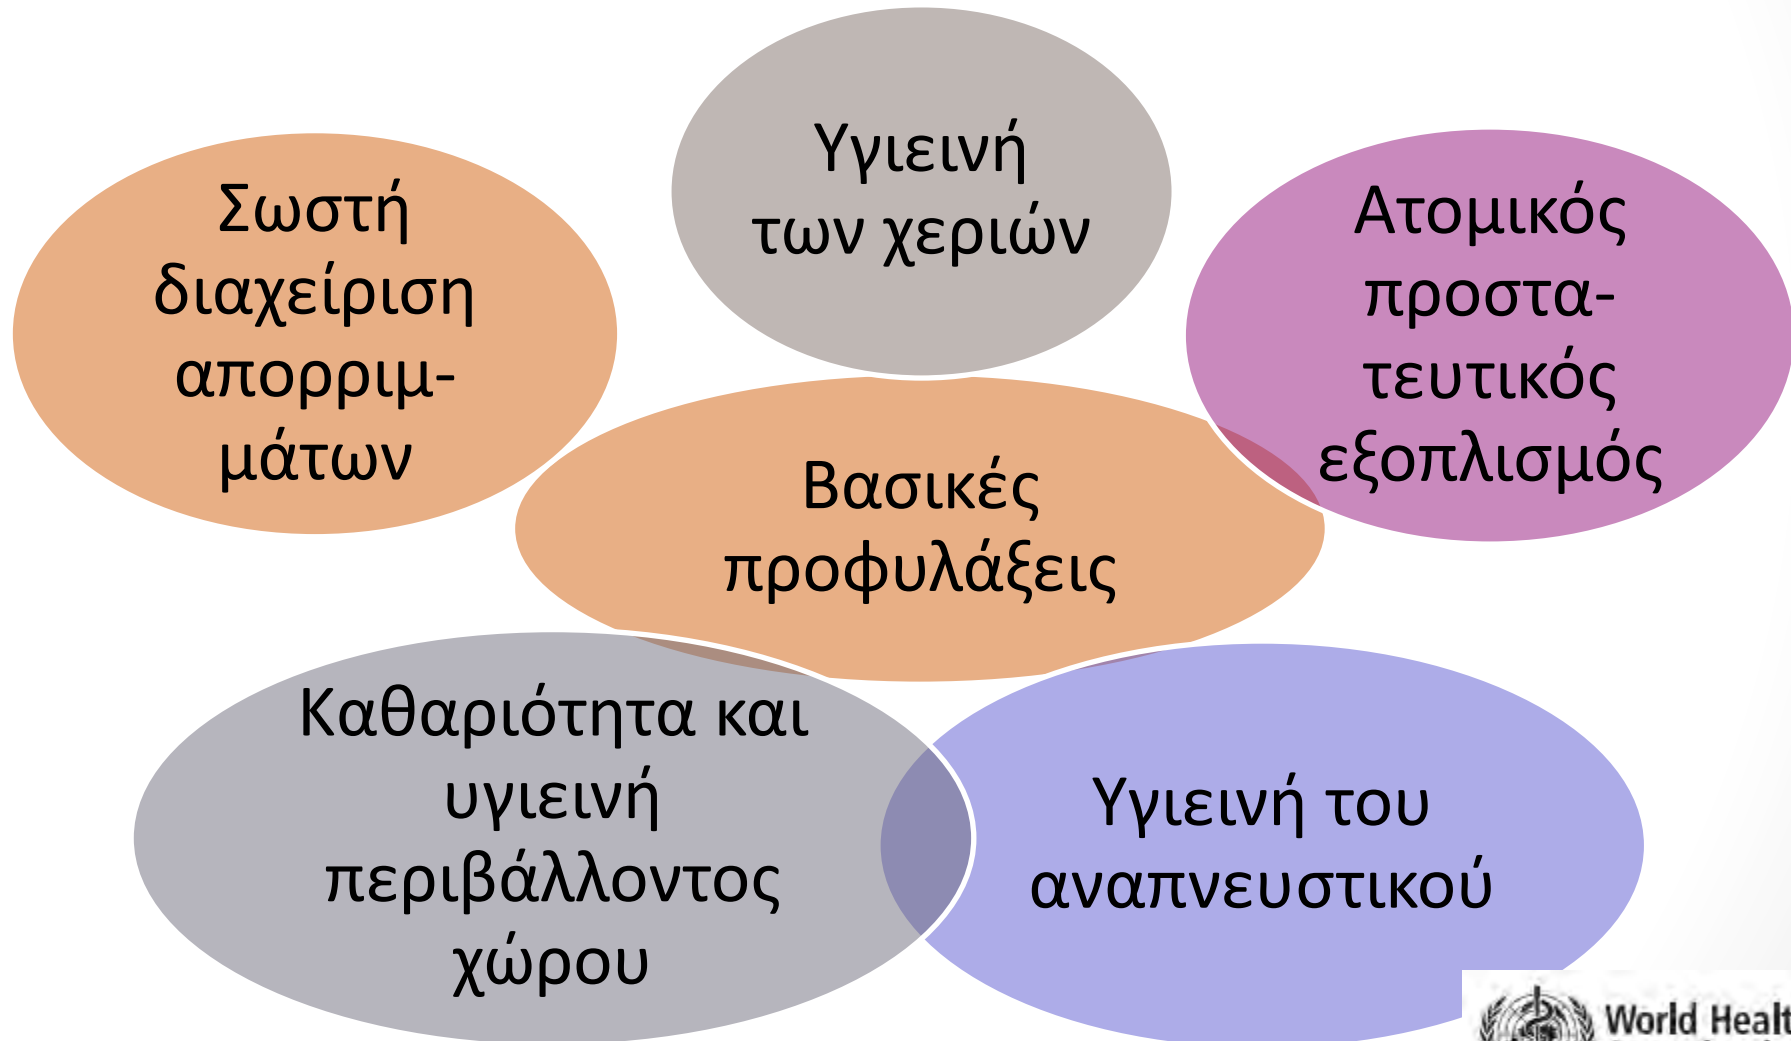 Υγιεινή
των χεριών
Σωστή
διαχείριση
απορριμ-
μάτων
Ατομικός
προστα-
τευτικός
εξοπλισμός
Βασικές
προφυλάξεις
Καθαριότητα και
υγιεινή
περιβάλλοντος
χώρου
Υγιεινή του
αναπνευστικού
World Healt